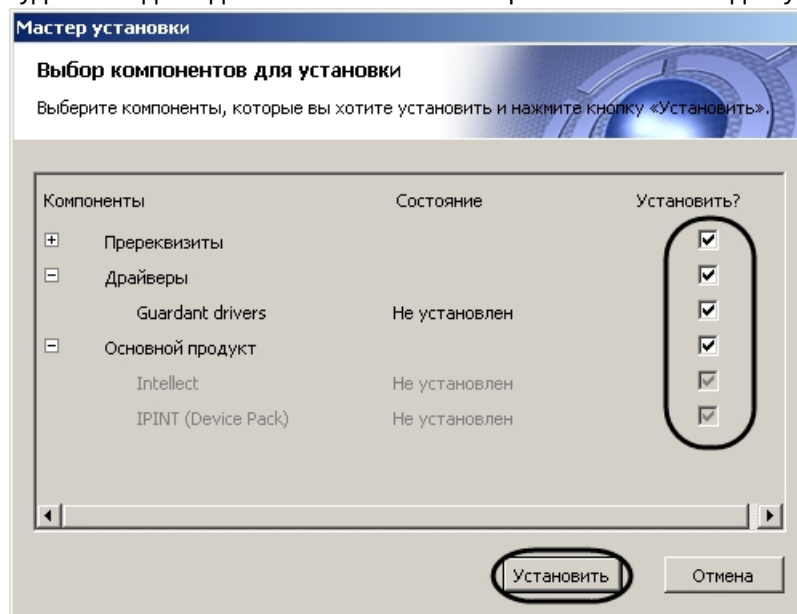 Мастер установки
Выбор компонентов для установки
Выберите компоненты, которые вы хотите установить и нажмите кнопку «Установить».
Компоненты Состояние Установить?
Пререквизиты
Драйверы
Guardant drivers Не установлен
Основной продукт
Intellect Не установлен
IPINT (Device Pack) Не установлен
Установить Отмена